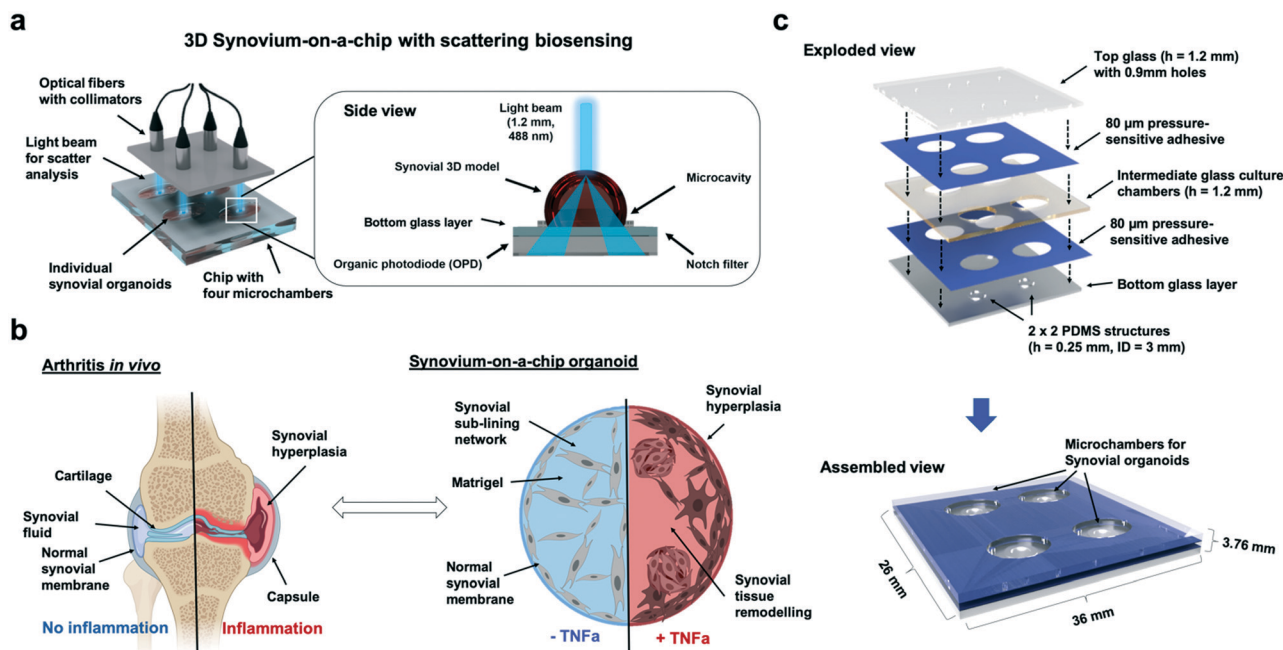 a
3D Synovium-on-a-chip with scattering biosensing
Optical fibers
with collimators
Light beam
for scatter
analysis
Individual
synovial organoids
Chip with
four microchambers
Side view
Light beam
(1.2 mm,
488 nm)
Synovial 3D model
Microcavity
Bottom glass layer
Organic photodiode (OPD)
Notch filter
b
Arthritis in vivo
Synovial
hyperplasia
Cartilage
Synovial
fluid
Normal
synovial
membrane
Capsule
No inflammation
Inflammation
Synovium-on-a-chip organoid
Synovial
sub-lining
network
Matrigel
Normal
synovial
membrane
Synovial
hyperplasia
Synovial
tissue
remodelling
- TNFa
+ TNFa
c
Exploded view
Top glass (h = 1.2 mm)
with 0.9mm holes
80 µm pressure-
sensitive adhesive
Intermediate glass culture
chambers (h = 1.2 mm)
80 µm pressure-
sensitive adhesive
Bottom glass layer
2 x 2 PDMS structures
(h = 0.25 mm, ID = 3 mm)
Assembled view
Microchambers for
Synovial organoids
3.76 mm
26 mm
36 mm